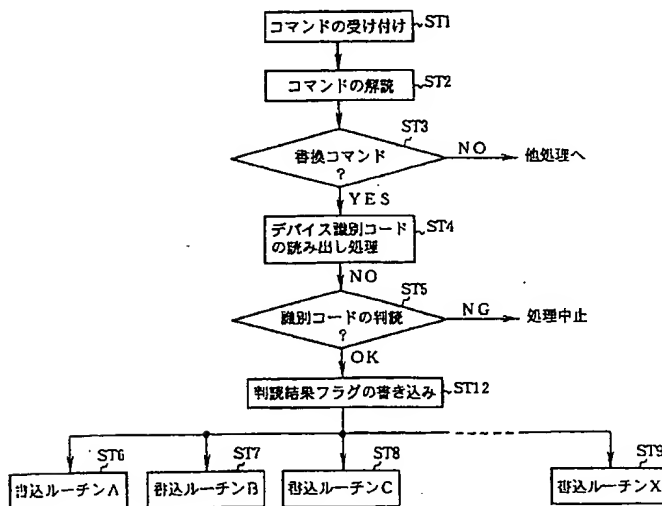 コマンドの受け付け ST1
コマンドの解読 ST2
ST3
書換コマンド
?
NO 他処理へ
YES
デバイス識別コード
の読み出し処理
ST4
NO
ST5
識別コードの判読
?
NG 処理中止
OK
判読結果フラグの書き込み ST12
ST6 ST7 ST8 ST9
書込ルーチンA 書込ルーチンB 書込ルーチンC 書込ルーチンX